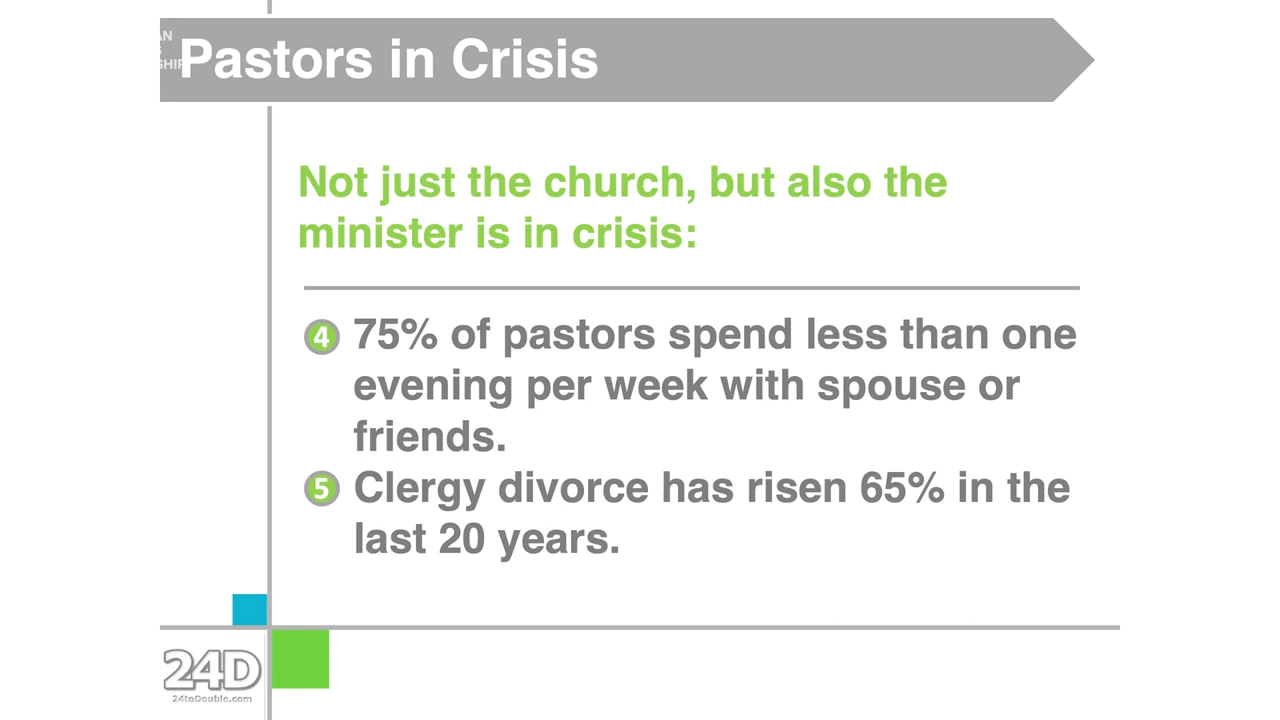 Pastors in Crisis
Not just the church, but also the
minister is in crisis:
4 75% of pastors spend less than one
evening per week with spouse or
friends.
5 Clergy divorce has risen 65% in the
last 20 years.
24D
24toDouble.com